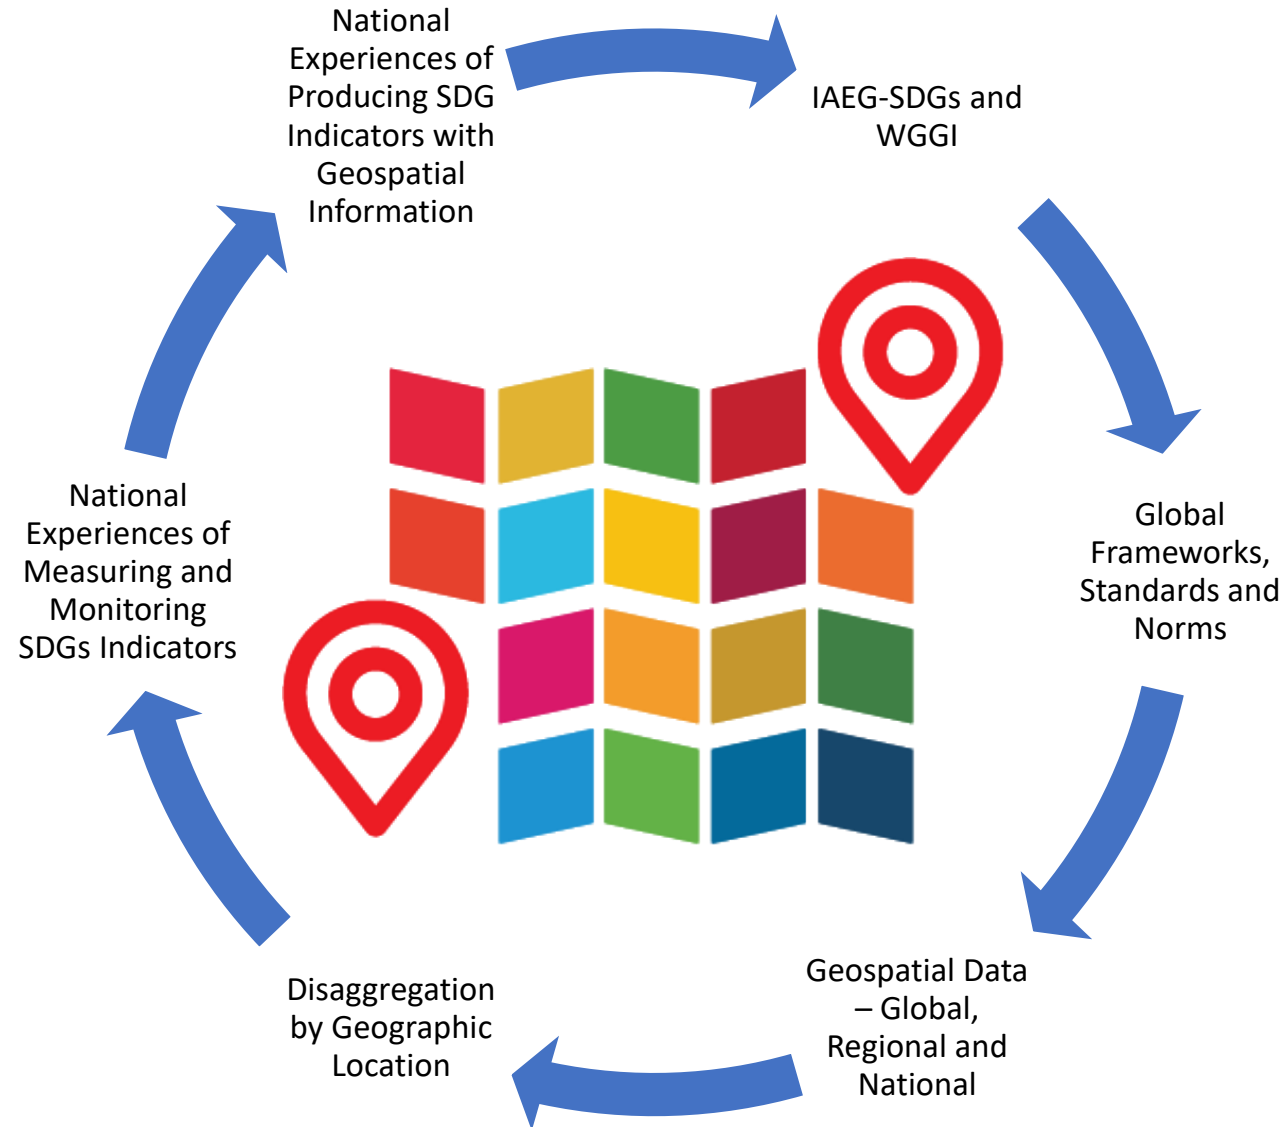 National
Experiences of
Producing SDG
Indicators with
Geospatial
Information
IAEG-SDGs and
WGGI
Global
Frameworks,
Standards and
Norms
Geospatial Data
– Global,
Regional and
National
Disaggregation
by Geographic
Location
National
Experiences of
Measuring and
Monitoring
SDGs Indicators